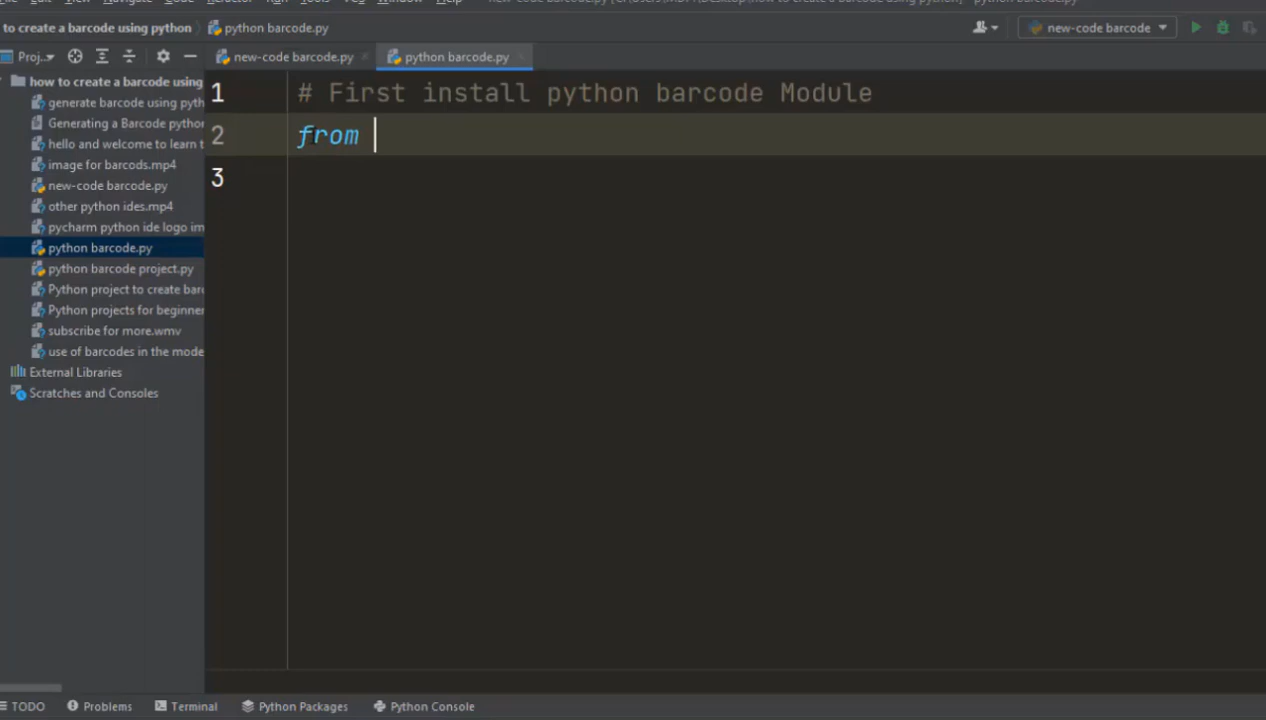 to create a barcode using python python barcode.py new-code barcode
Proj... new-code barcode.py python barcode.py
how to create a barcode using
generate barcode using pyth
Generating a Barcode python
hello and welcome to learn t
image for barcods.mp4
new-code barcode.py
other python ides.mp4
pycharm python ide logo im
python barcode.py
python barcode project.py
Python project to create bar
Python projects for beginner
subscribe for more.wmv
use of barcodes in the mode
External Libraries
Scratches and Consoles
1 # First install python barcode Module
2 from
3
TODO Problems Terminal Python Packages Python Console